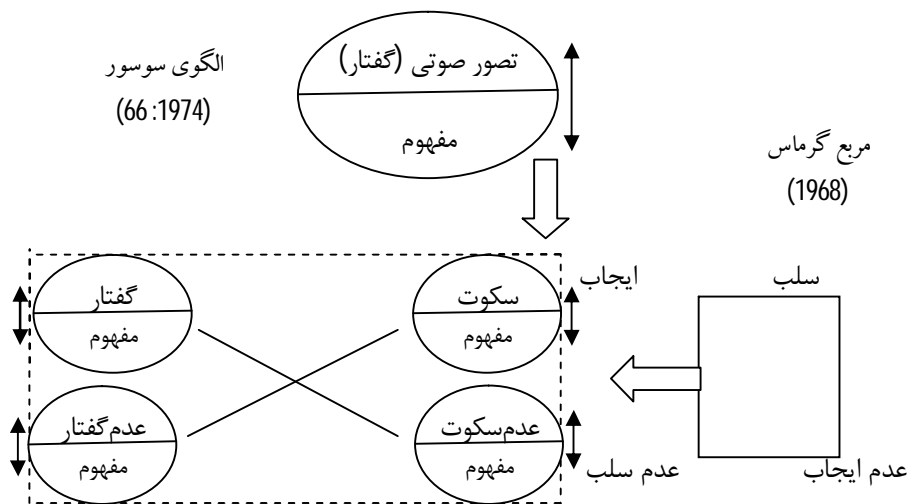 تصور صوتی (گفتار)
مفهوم
الگوی سوسور
(1974: 66)
مربع گرماس
(1968)
سکوت
مفهوم
گفتار
مفهوم
عدم‌سکوت
مفهوم
عدم‌گفتار
مفهوم
سلب
ایجاب
عدم ایجاب
عدم سلب